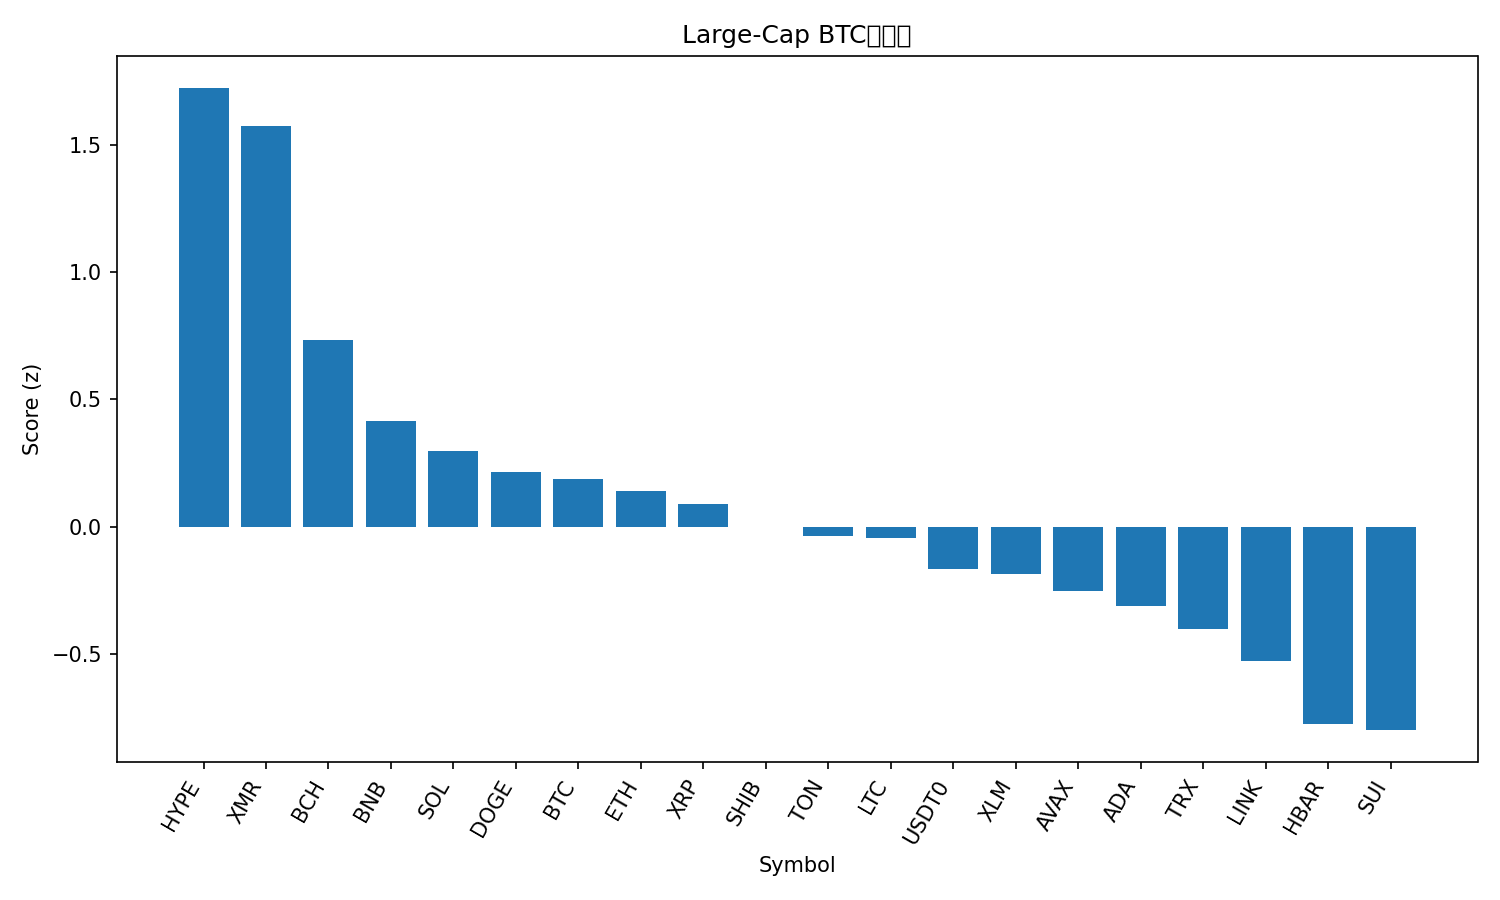 Large-Cap BTC
1.5
1.0
0.5
0.0
−0.5
Score (z)
HYPE
XMR
BCH
BNB
SOL
DOGE
BTC
ETH
XRP
SHIB
TON
LTC
USDT0
XLM
AVAX
ADA
TRX
LINK
HBAR
SUI
Symbol